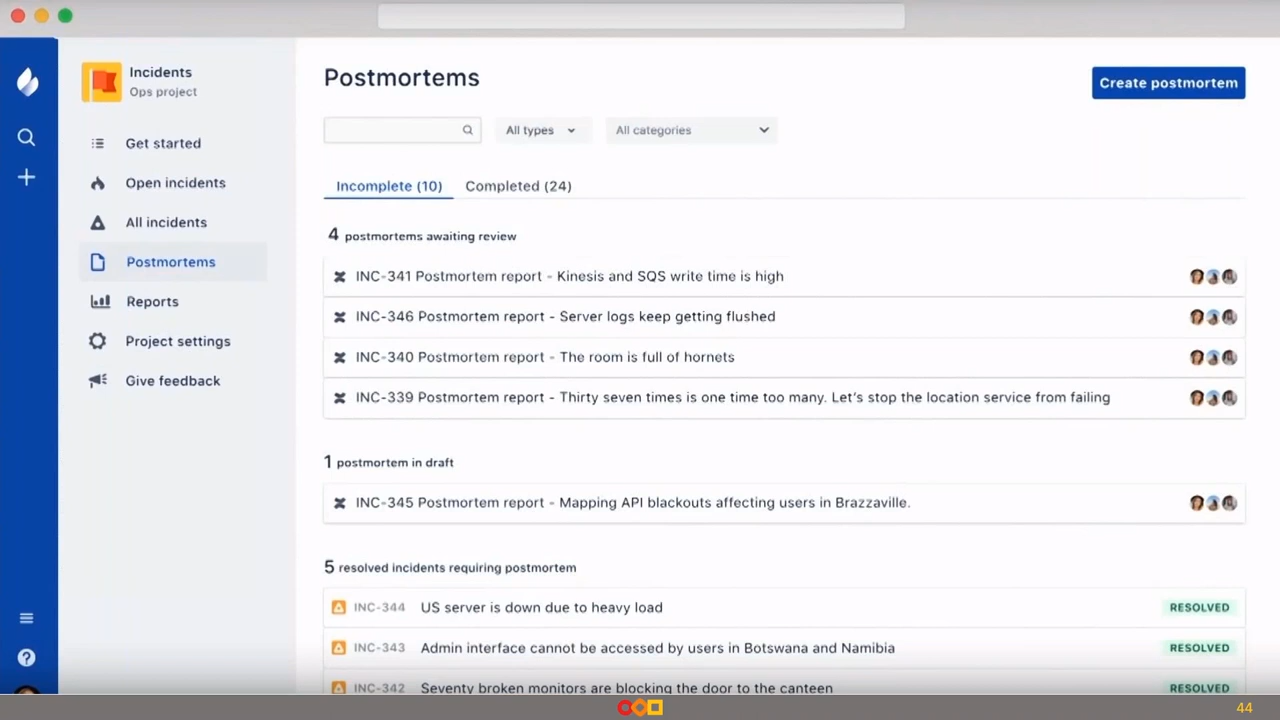 Incidents
Ops project
Get started
Open incidents
All incidents
Postmortems
Reports
Project settings
Give feedback
Postmortems
Create postmortem
All types
All categories
Incomplete (10) Completed (24)
4 postmortems awaiting review
INC-341 Postmortem report - Kinesis and SQS write time is high
INC-346 Postmortem report - Server logs keep getting flushed
INC-340 Postmortem report - The room is full of hornets
INC-339 Postmortem report - Thirty seven times is one time too many. Let's stop the location service from failing
1 postmortem in draft
INC-345 Postmortem report - Mapping API blackouts affecting users in Brazzaville.
5 resolved incidents requiring postmortem
INC-344 US server is down due to heavy load RESOLVED
INC-343 Admin interface cannot be accessed by users in Botswana and Namibia RESOLVED
INC-342 Seventy broken monitors are blocking the door to the canteen RESOLVED
44